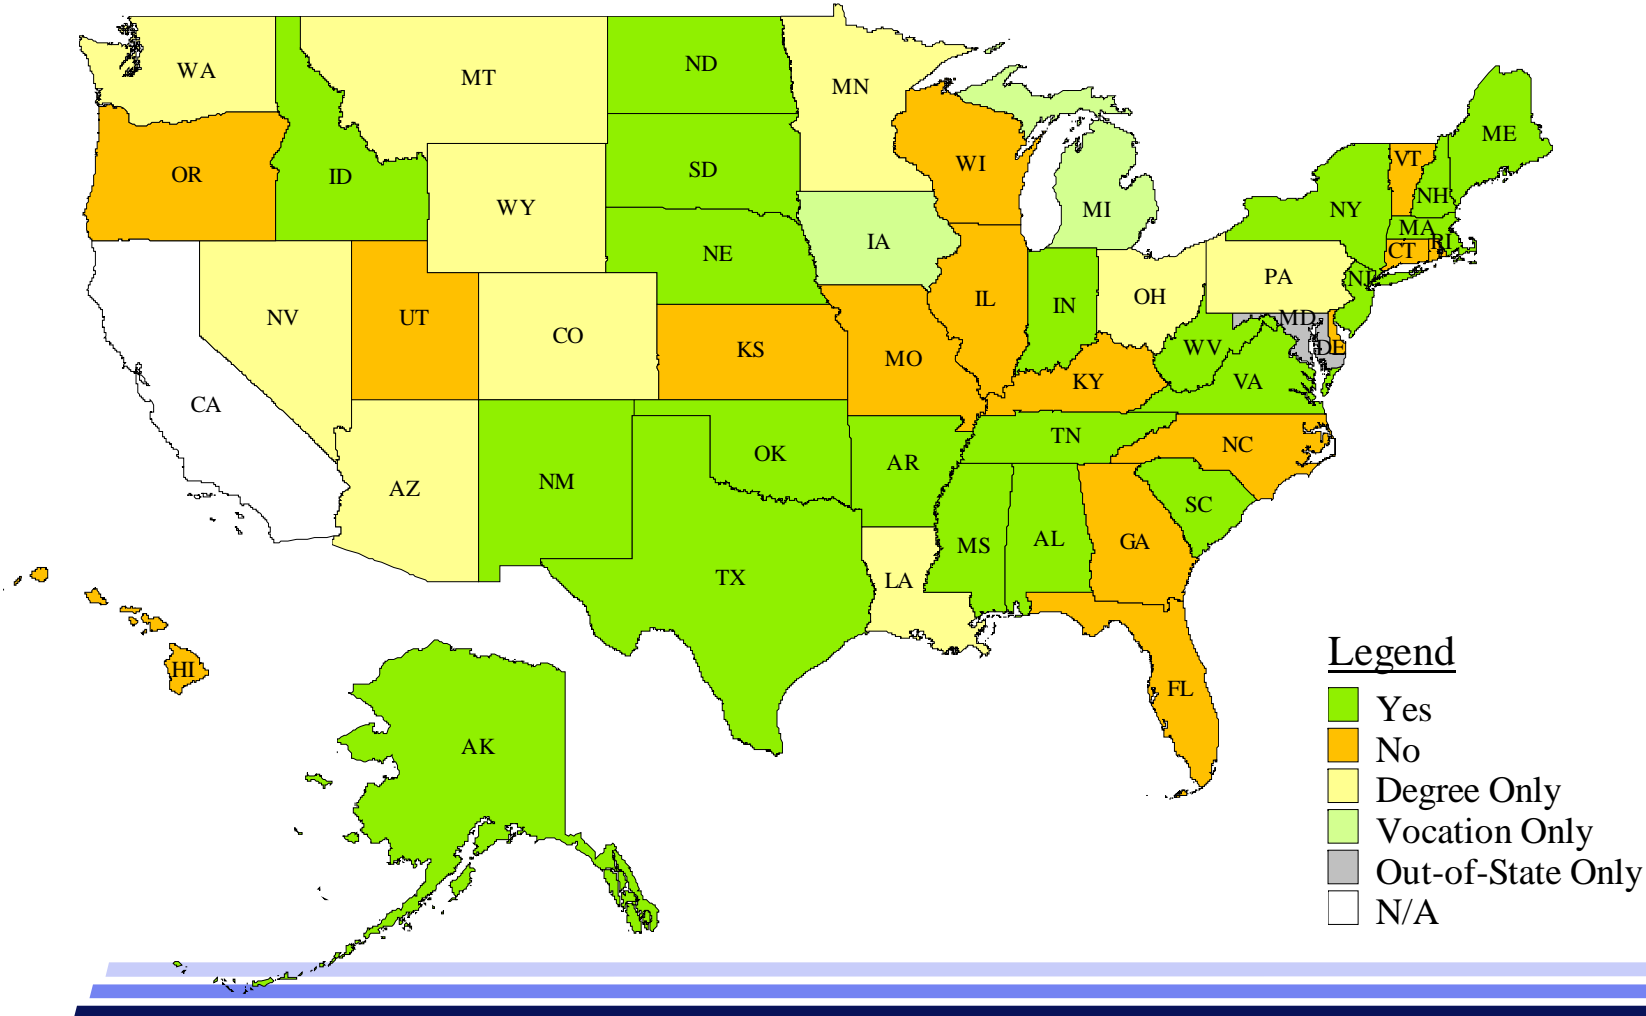 WA
MT
ND
MN
ME
VT
OR
ID
SD
WI
NH
WY
NY
MI
MA
IA
RI
CT
NE
PA
NJ
OH
IL
IN
NV
UT
CO
MD
WV
DE
KS
MO
KY
VA
CA
TN
NC
OK
AR
AZ
NM
SC
MS
AL
GA
TX
LA
HI
FL
AK
Legend
Yes
No
Degree Only
Vocation Only
Out-of-State Only
N/A